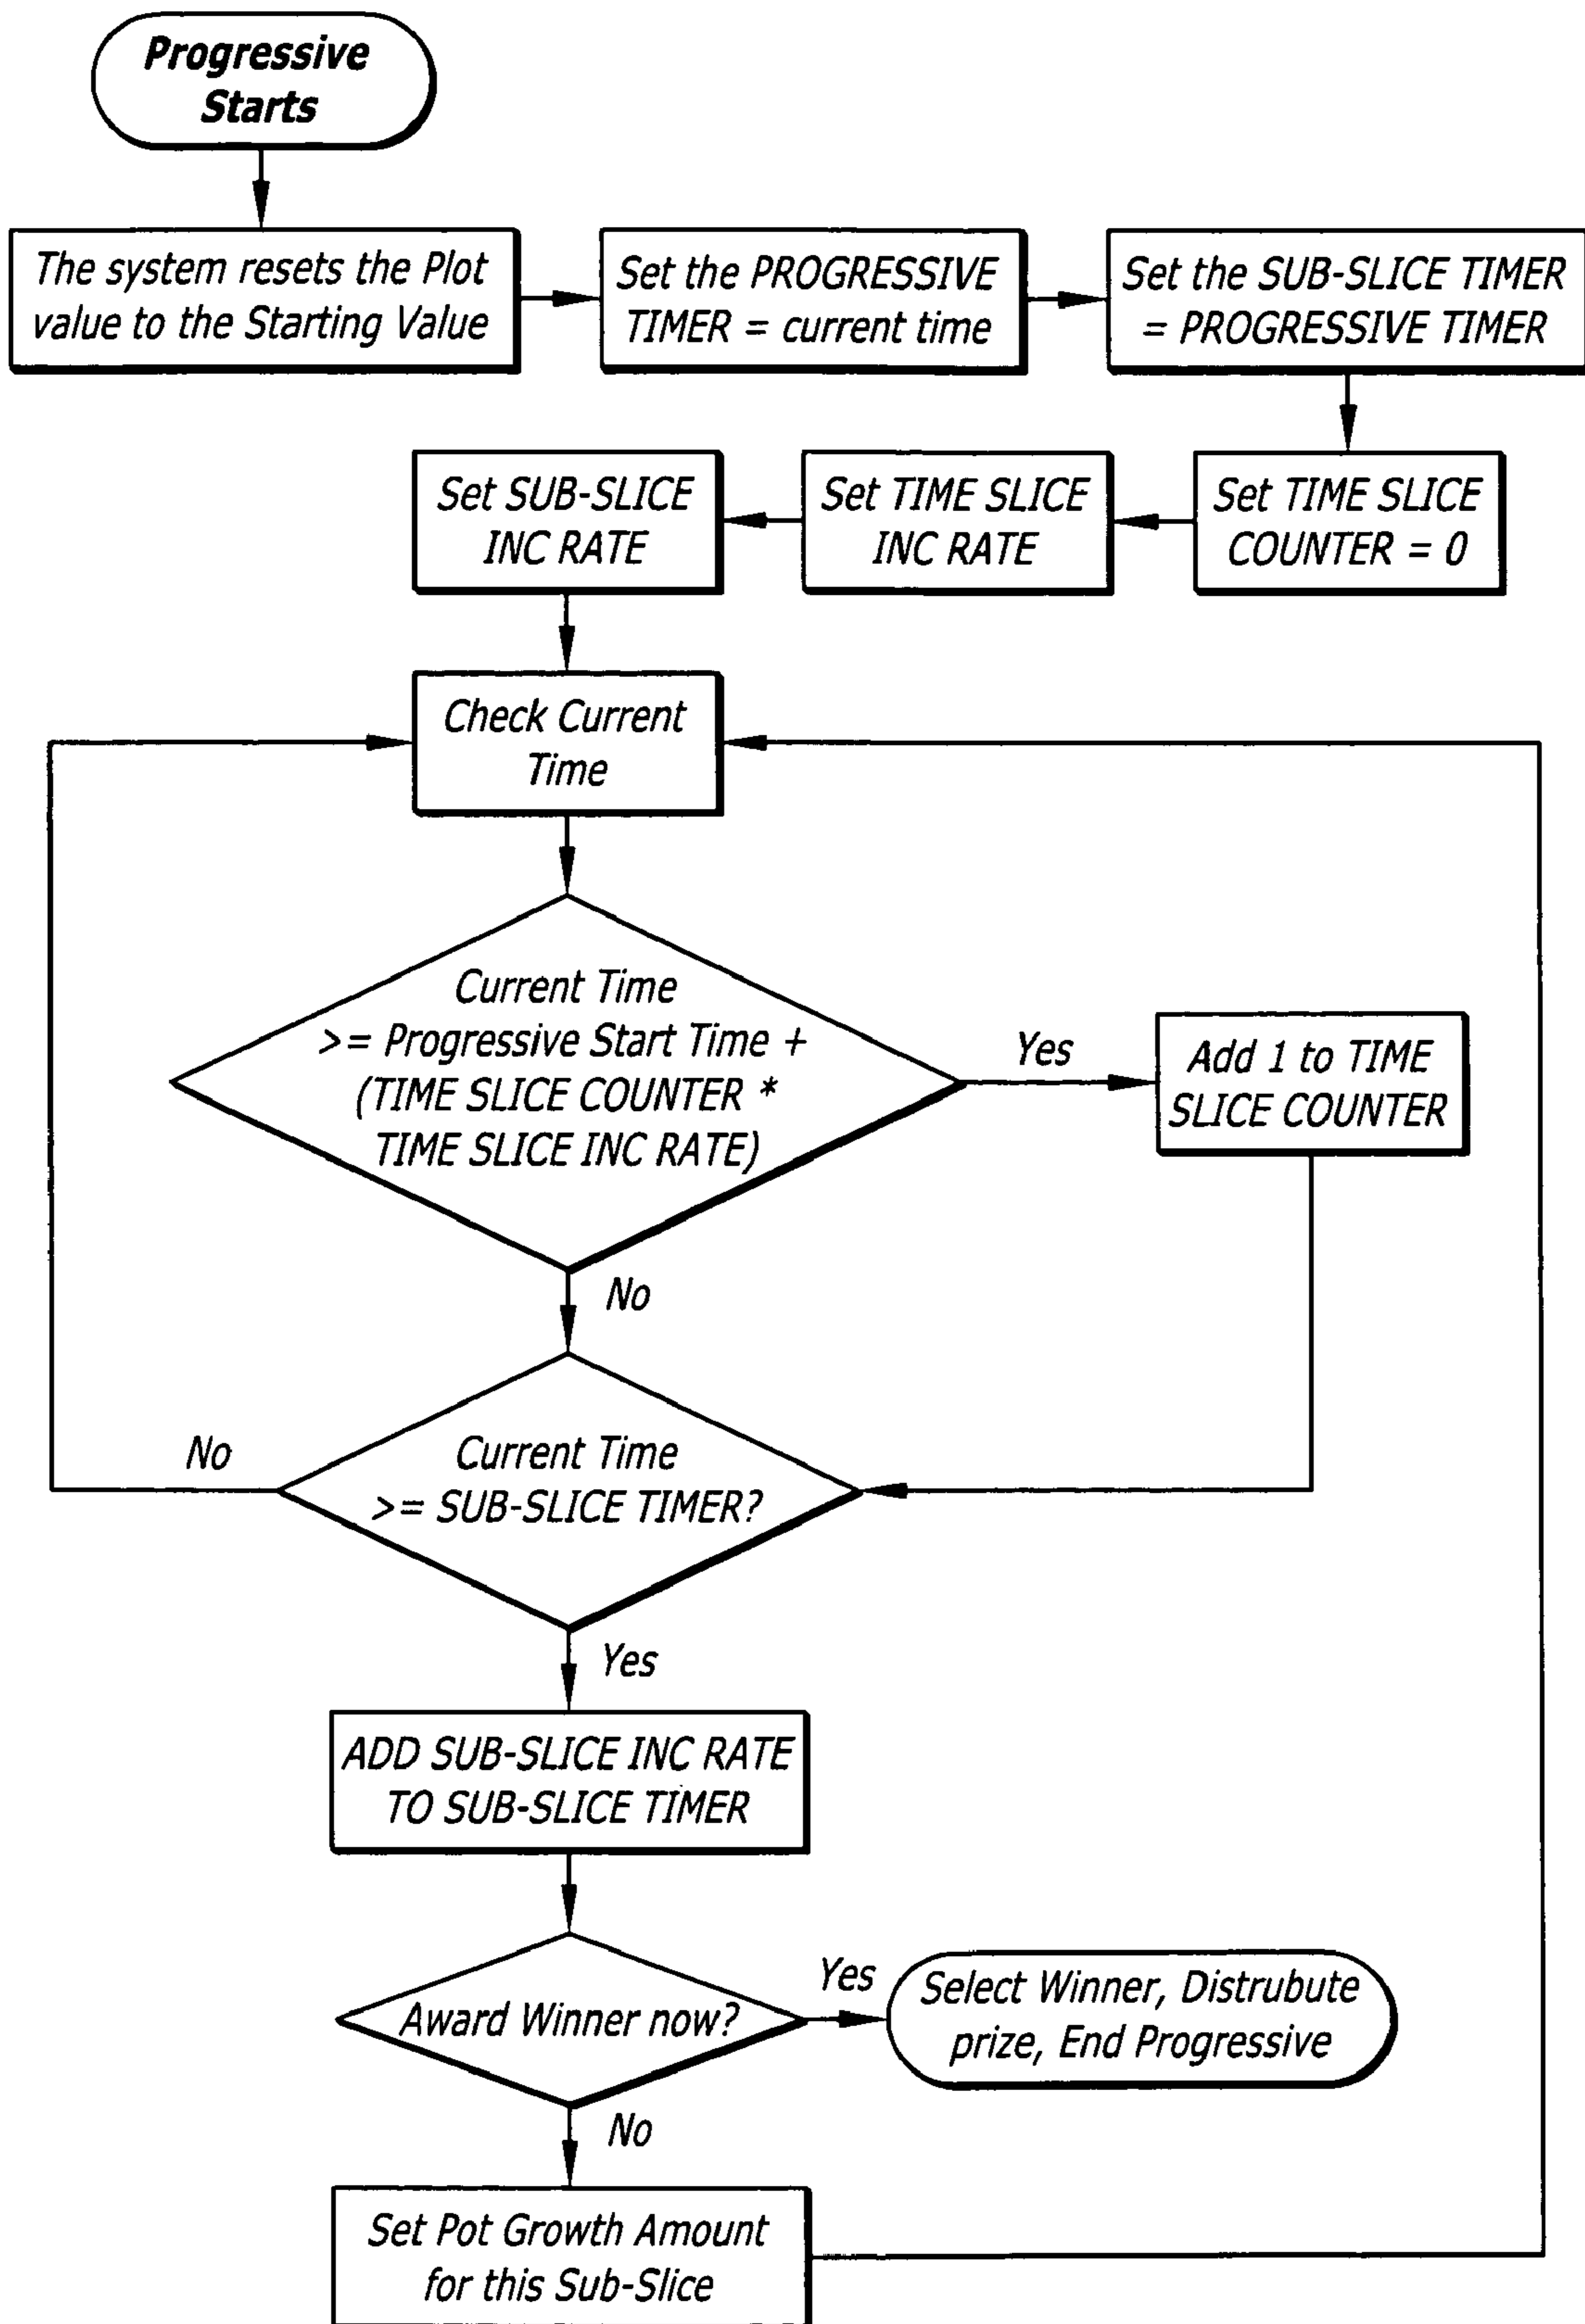 Progressive
Starts
The system resets the Plot
value to the Starting Value
Set the PROGRESSIVE
TIMER = current time
Set the SUB-SLICE TIMER
= PROGRESSIVE TIMER
Set SUB-SLICE
INC RATE
Set TIME SLICE
INC RATE
Set TIME SLICE
COUNTER = 0
Check Current
Time
Current Time
>= Progressive Start Time +
(TIME SLICE COUNTER *
TIME SLICE INC RATE)
Yes
Add 1 to TIME
SLICE COUNTER
No
No
Current Time
>= SUB-SLICE TIMER?
Yes
ADD SUB-SLICE INC RATE
TO SUB-SLICE TIMER
Award Winner now?
Yes
Select Winner, Distrubute
prize, End Progressive
No
Set Pot Growth Amount
for this Sub-Slice